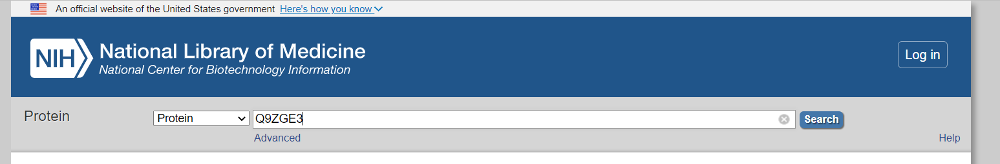 An official website of the United States government Here's how you know
NIH National Library of Medicine
National Center for Biotechnology Information
Log in
Protein Protein Q9ZGE3 Search
Advanced Help